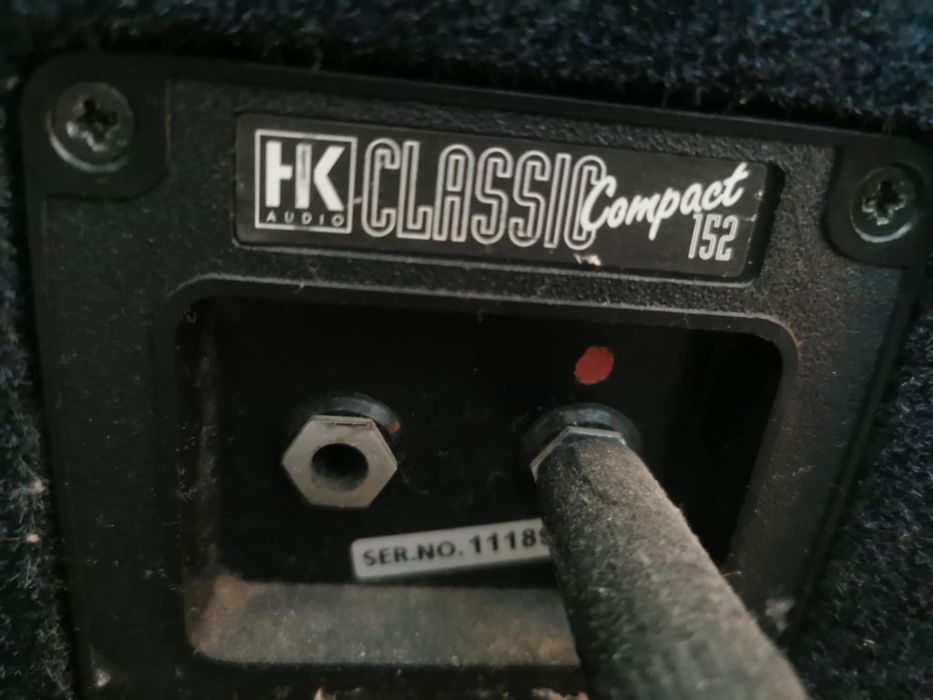 HK CLASSIC Compact
AUDIO 152
SER.NO. 1118